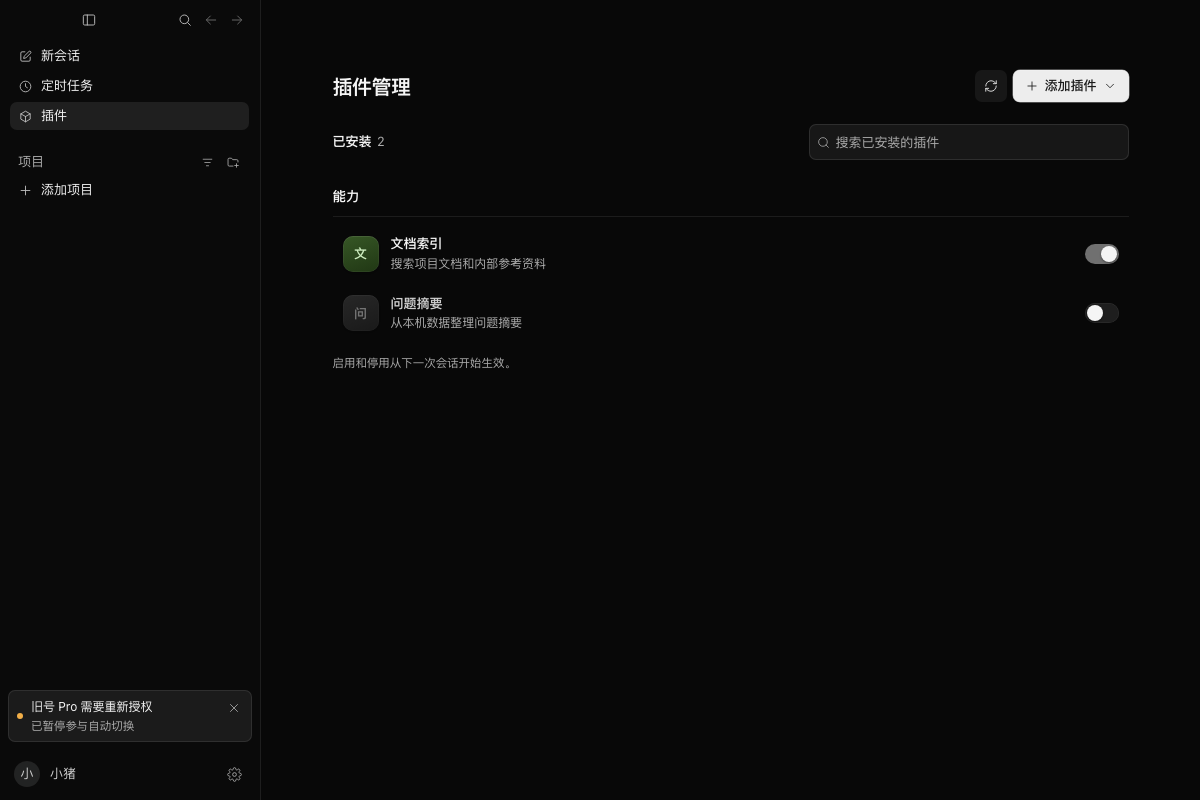 新会话
定时任务
插件
项目
添加项目
插件管理
添加插件
已安装 2
搜索已安装的插件
能力
文
文档索引
搜索项目文档和内部参考资料
问
问题摘要
从本机数据整理问题摘要
启用和停用从下一次会话开始生效。
旧号 Pro 需要重新授权
已暂停参与自动切换
小
小猪